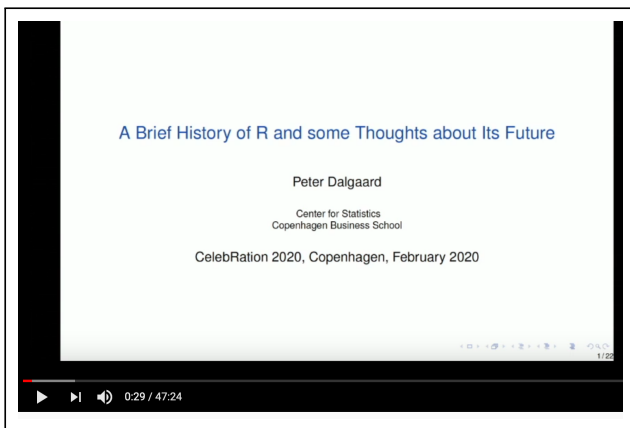 A Brief History of R and some Thoughts about Its Future
Peter Dalgaard
Center for Statistics
Copenhagen Business School
CelebRation 2020, Copenhagen, February 2020
1/22
0:29 / 47:24